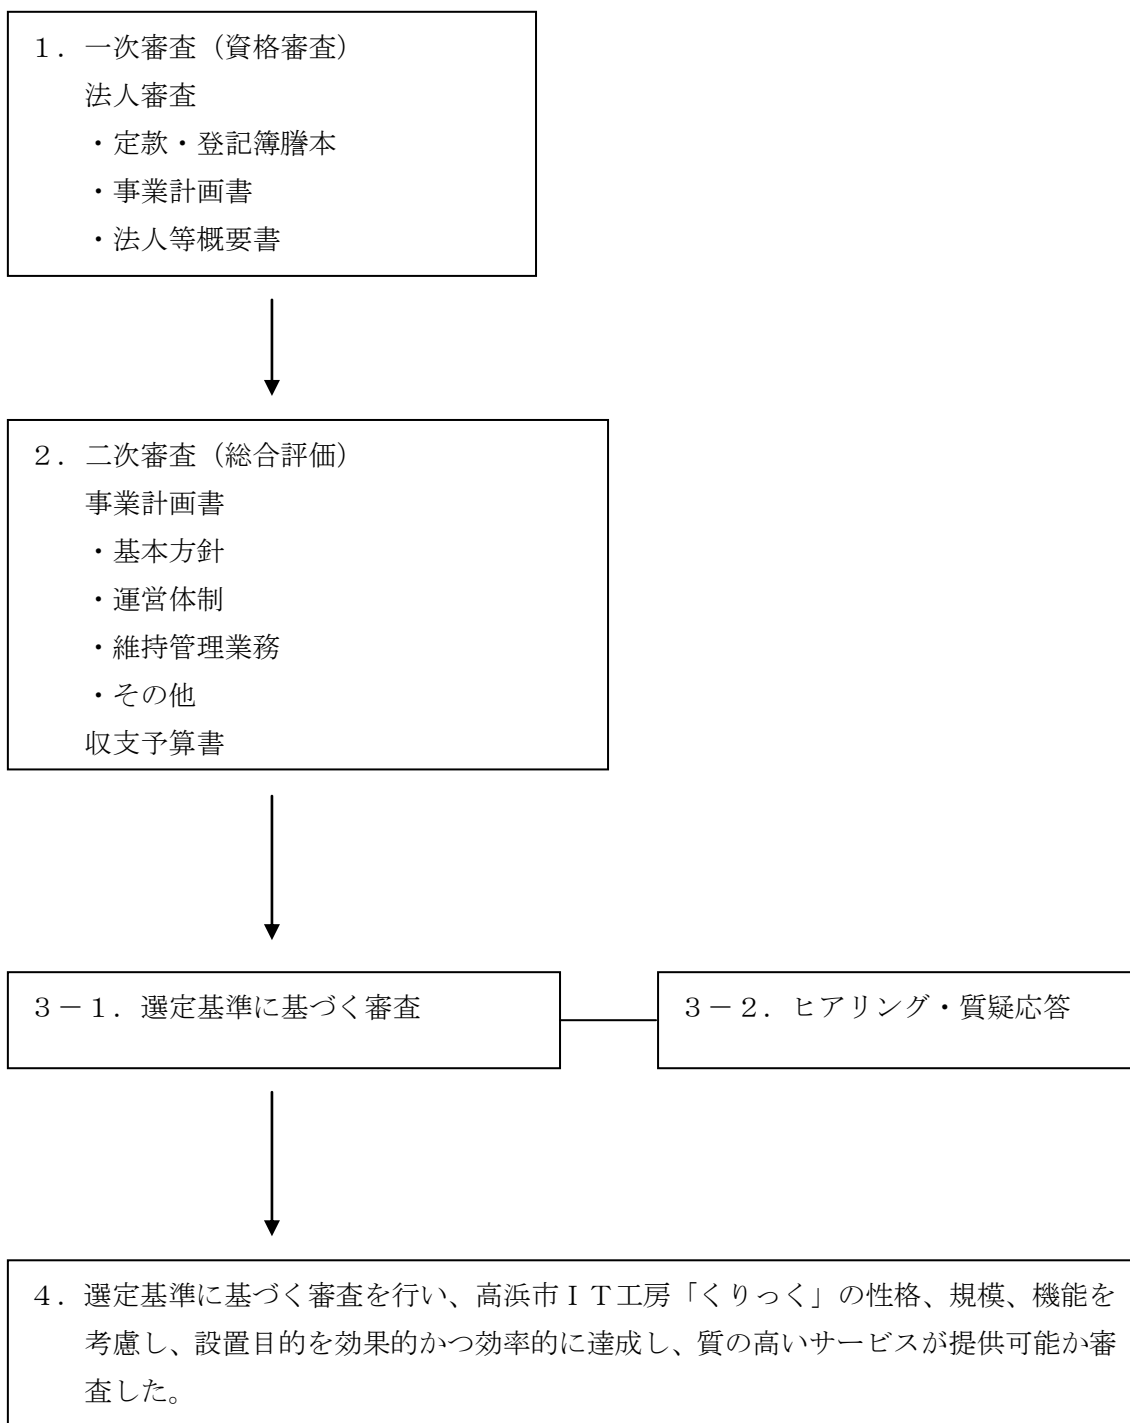 １．一次審査（資格審査）
法人審査
・定款・登記簿謄本
・事業計画書
・法人等概要書
２．二次審査（総合評価）
事業計画書
・基本方針
・運営体制
・維持管理業務
・その他
収支予算書
３－１．選定基準に基づく審査
３－２．ヒアリング・質疑応答
４．選定基準に基づく審査を行い、高浜市ＩＴ工房「くりっく」の性格、規模、機能を
考慮し、設置目的を効果的かつ効率的に達成し、質の高いサービスが提供可能か審
査した。